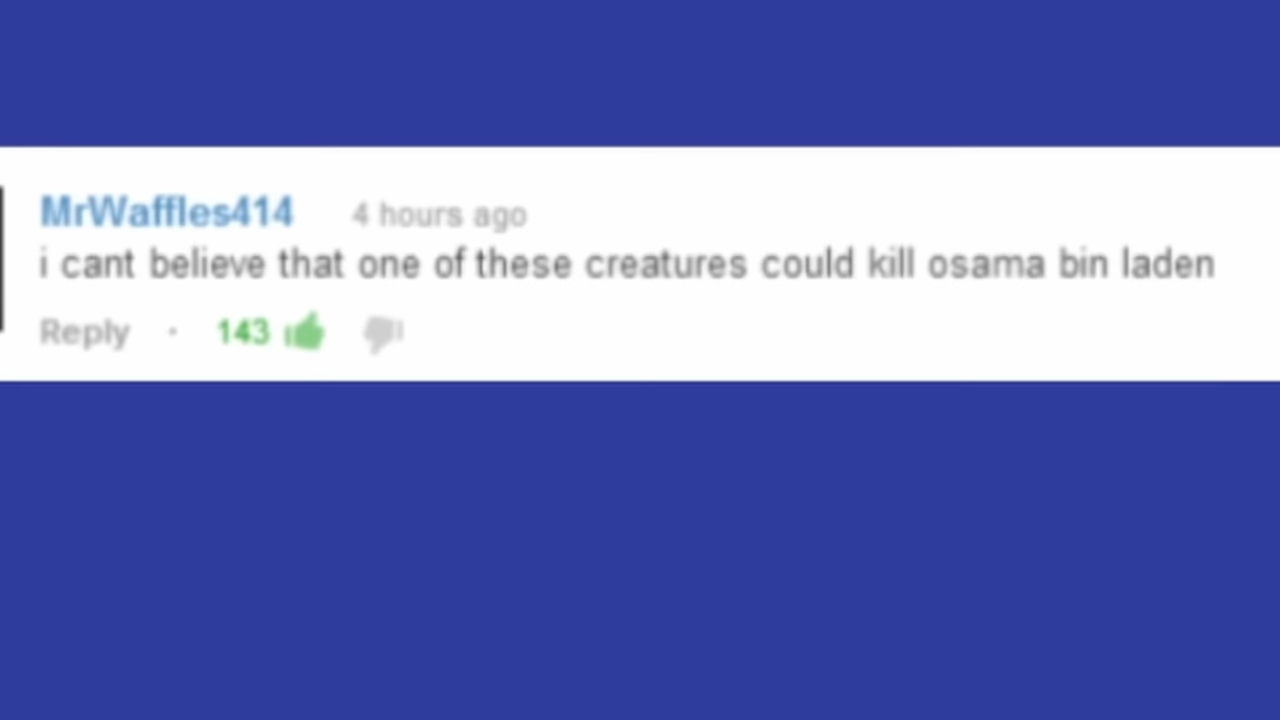 MrWaffles414 4 hours ago
i cant believe that one of these creatures could kill osama bin laden
Reply · 143